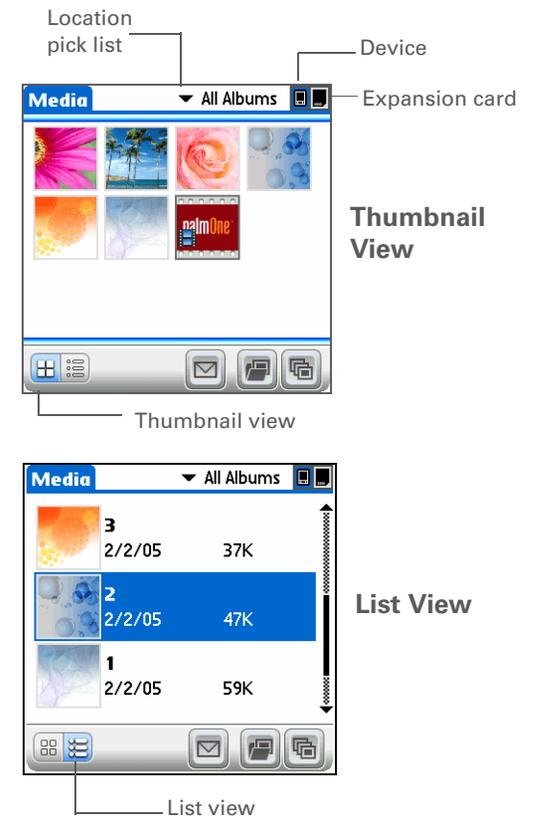 Location
pick list
Device
Media
All Albums
Expansion card
palmOne
Thumbnail
View
Thumbnail view
Media
All Albums
3
2/2/05 37K
2
2/2/05 47K
List View
1
2/2/05 59K
List view